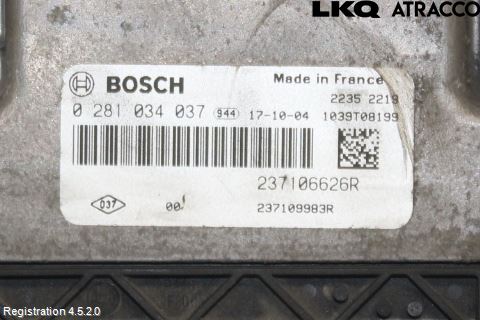 LKQ ATRACCO
BOSCH
Made in France
2235 2219
0 281 034 037 944 17-10-04 1039T08199
237106626R
037 00 237109983R
Registration 4.5.2.0